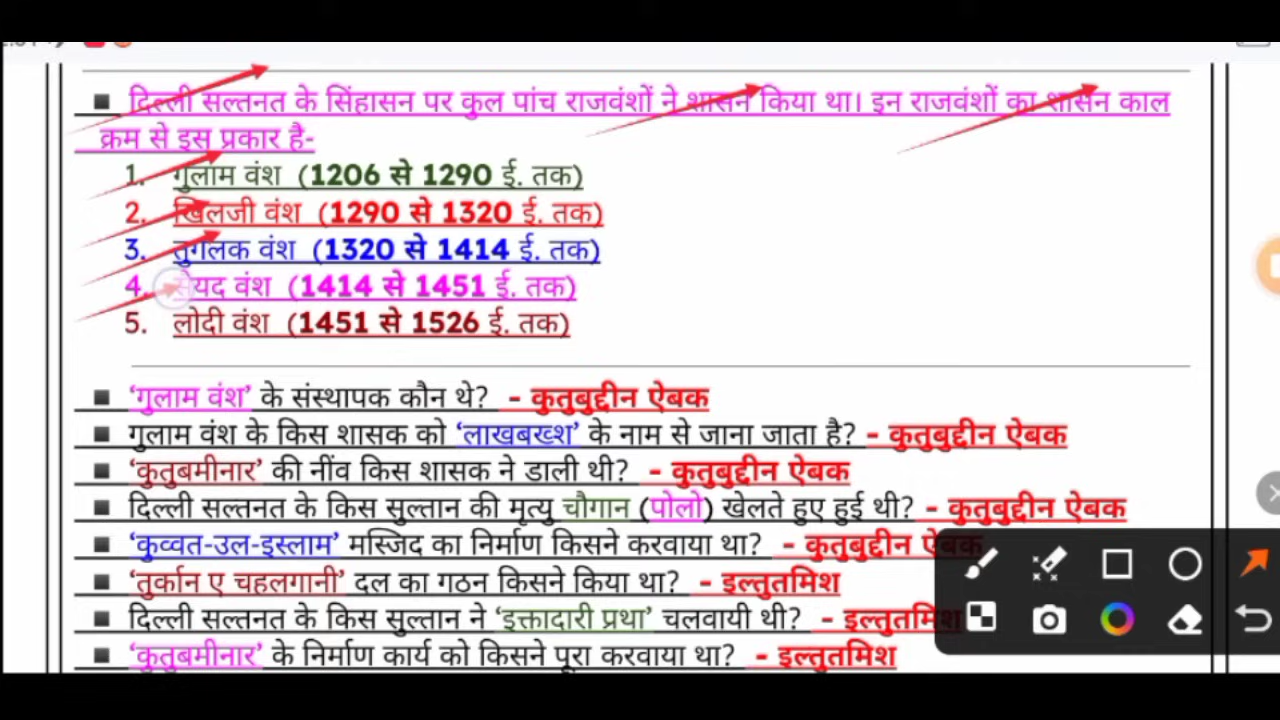 ▪ दिल्ली सल्तनत के सिंहासन पर कुल पांच राजवंशों ने शासन किया था। इन राजवंशों का शासन काल
क्रम से इस प्रकार है-
1. गुलाम वंश (1206 से 1290 ई. तक)
2. खिलजी वंश (1290 से 1320 ई. तक)
3. तुगलक वंश (1320 से 1414 ई. तक)
4. सैयद वंश (1414 से 1451 ई. तक)
5. लोदी वंश (1451 से 1526 ई. तक)
▪ ‘गुलाम वंश’ के संस्थापक कौन थे? - कुतुबुद्दीन ऐबक
▪ गुलाम वंश के किस शासक को ‘लाखबख्श’ के नाम से जाना जाता है? - कुतुबुद्दीन ऐबक
▪ ‘कुतुबमीनार’ की नींव किस शासक ने डाली थी? - कुतुबुद्दीन ऐबक
▪ दिल्ली सल्तनत के किस सुल्तान की मृत्यु चौगान (पोलो) खेलते हुए हुई थी? - कुतुबुद्दीन ऐबक
▪ ‘कुव्वत-उल-इस्लाम’ मस्जिद का निर्माण किसने करवाया था? - कुतुबुद्दीन ऐबक
▪ ‘तुर्कान ए चहलगानी’ दल का गठन किसने किया था? - इल्तुतमिश
▪ दिल्ली सल्तनत के किस सुल्तान ने ‘इक्तादारी प्रथा’ चलवायी थी? - इल्तुतमिश
▪ ‘कुतुबमीनार’ के निर्माण कार्य को किसने पूरा करवाया था? - इल्तुतमिश